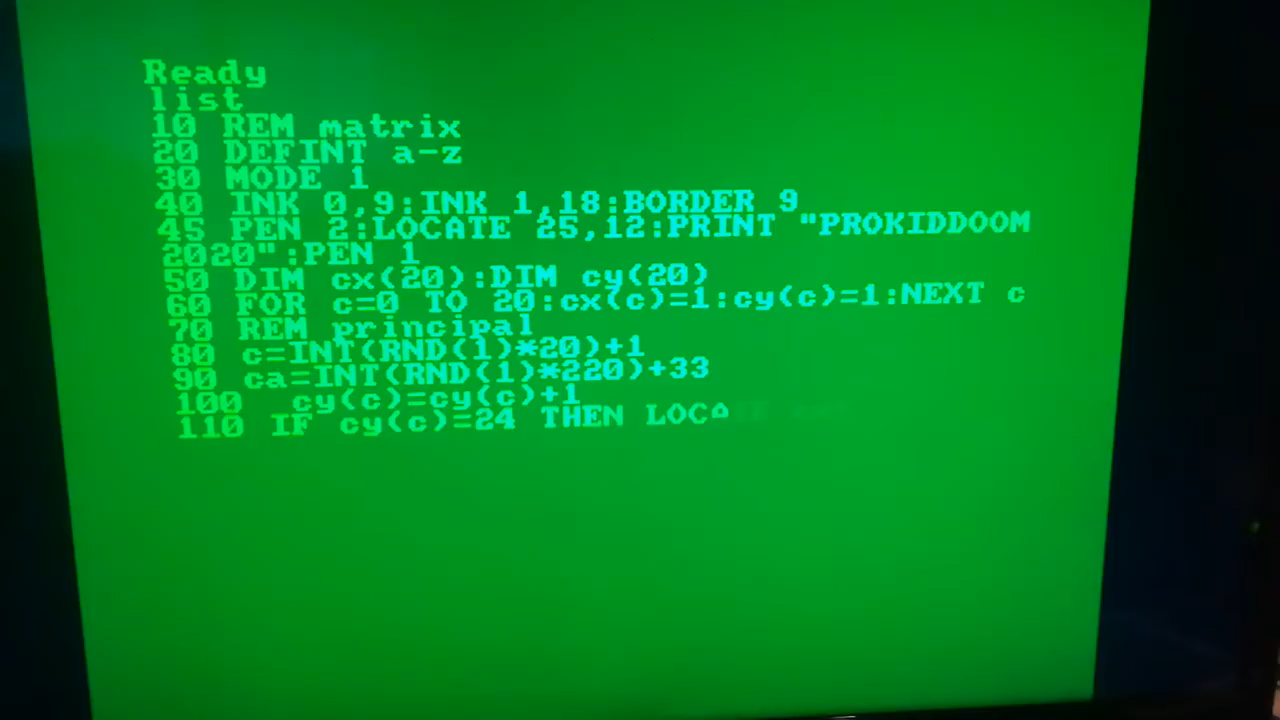 Ready
list
10 REM matrix
20 DEFINT a-z
30 MODE 1
40 INK 0,9:INK 1,18:BORDER 9
45 PEN 2:LOCATE 25,12:PRINT "PROKIDDOOM
2020":PEN 1
50 DIM cx(20):DIM cy(20)
60 FOR c=0 TO 20:cx(c)=1:cy(c)=1:NEXT c
70 REM principal
80 c=INT(RND(1)*20)+1
90 ca=INT(RND(1)*220)+33
100  cy(c)=cy(c)+1
110 IF cy(c)=24 THEN